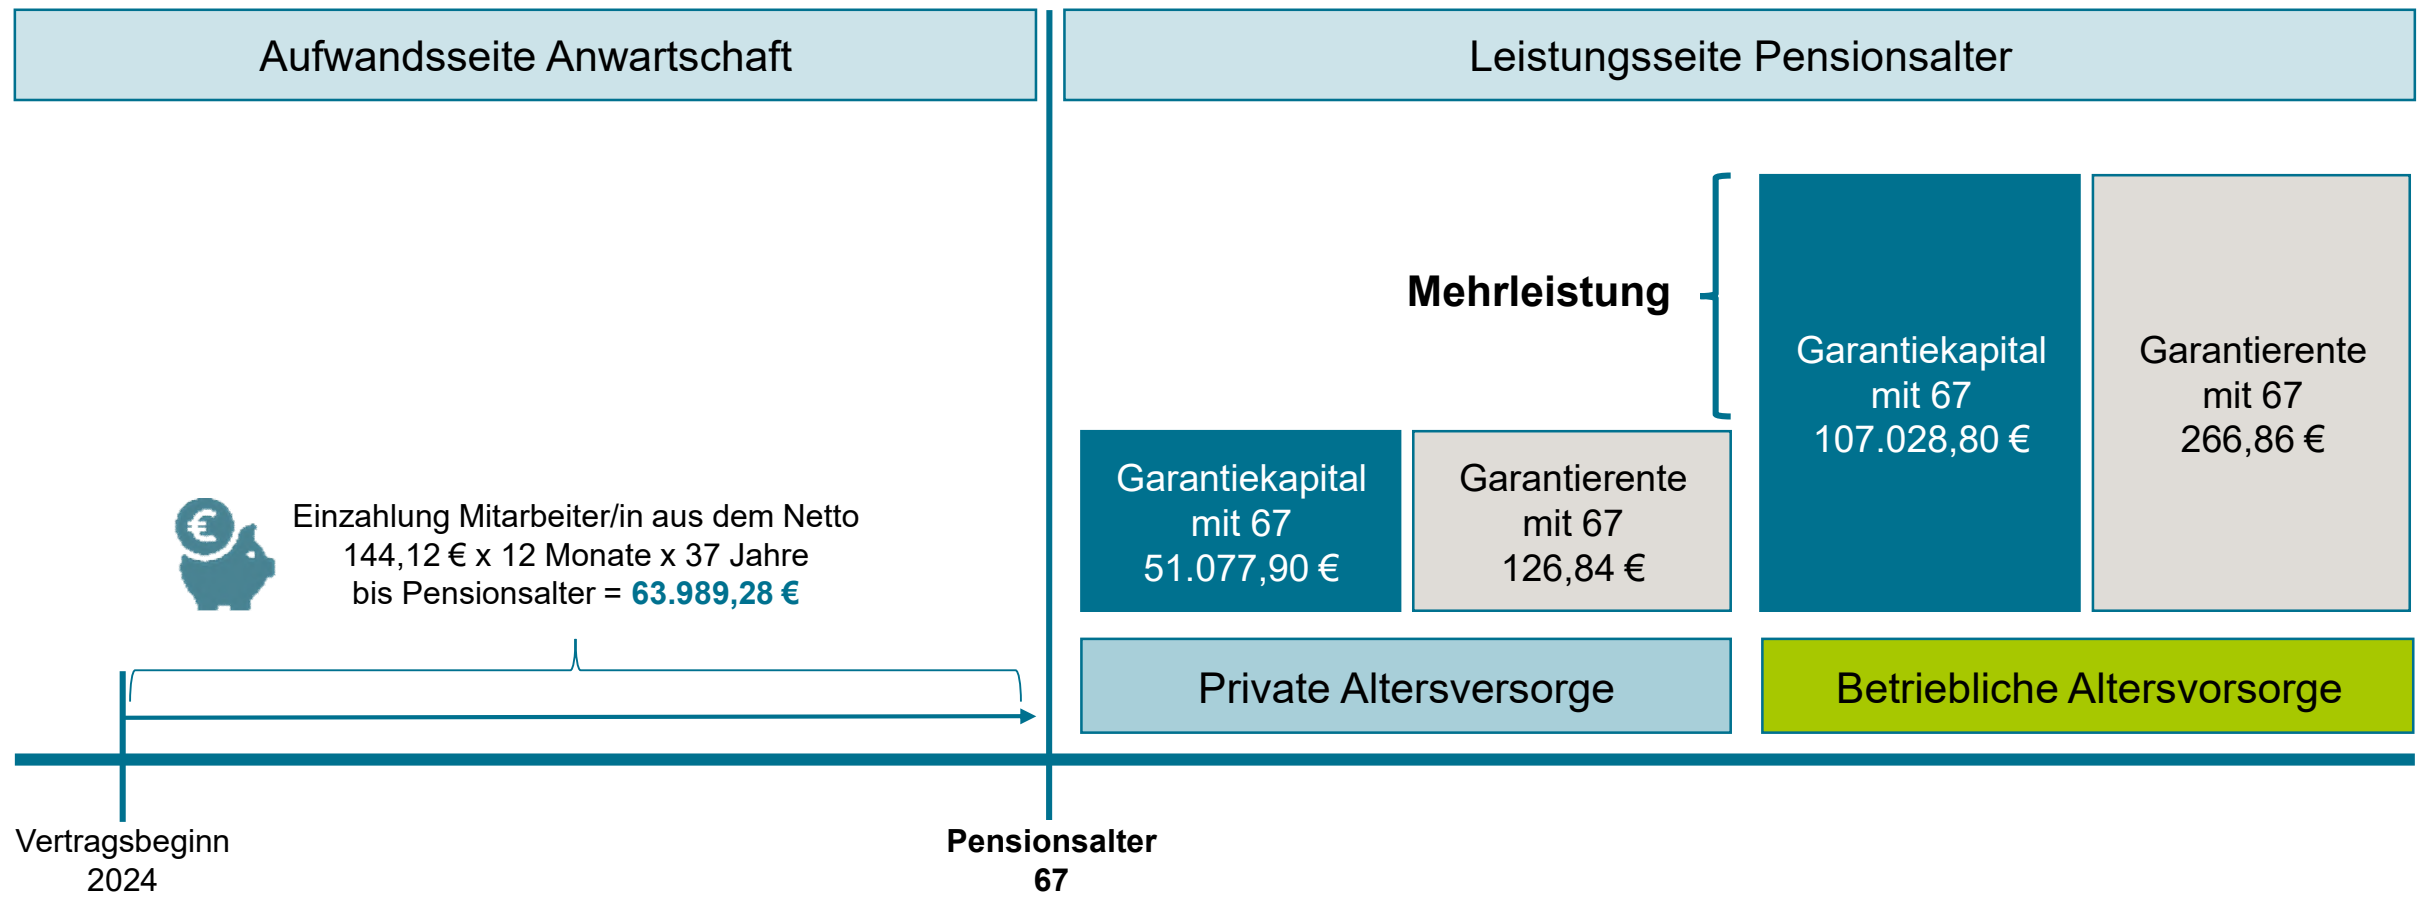 Aufwandsseite Anwartschaft
Leistungsseite Pensionsalter
Einzahlung Mitarbeiter/in aus dem Netto
144,12 € x 12 Monate x 37 Jahre
bis Pensionsalter = 63.989,28 €
Mehrleistung
Garantiekapital
mit 67
51.077,90 €
Garantierente
mit 67
126,84 €
Garantiekapital
mit 67
107.028,80 €
Garantierente
mit 67
266,86 €
Private Altersversorge
Betriebliche Altersvorsorge
Vertragsbeginn
2024
Pensionsalter
67